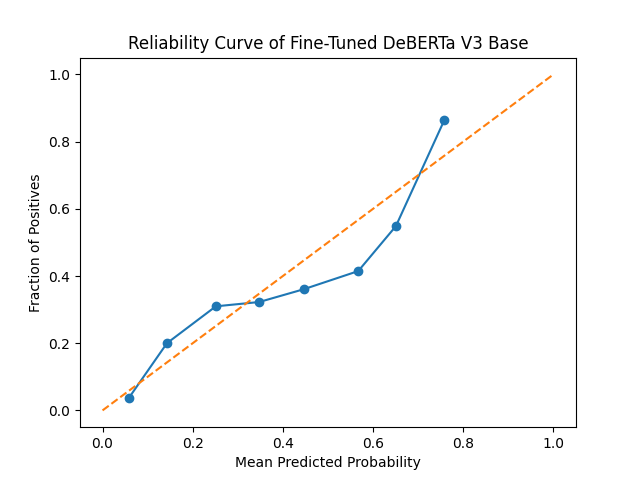 Reliability Curve of Fine-Tuned DeBERTa V3 Base
1.0
0.8
0.6
0.4
0.2
0.0
Fraction of Positives
0.0 0.2 0.4 0.6 0.8 1.0
Mean Predicted Probability